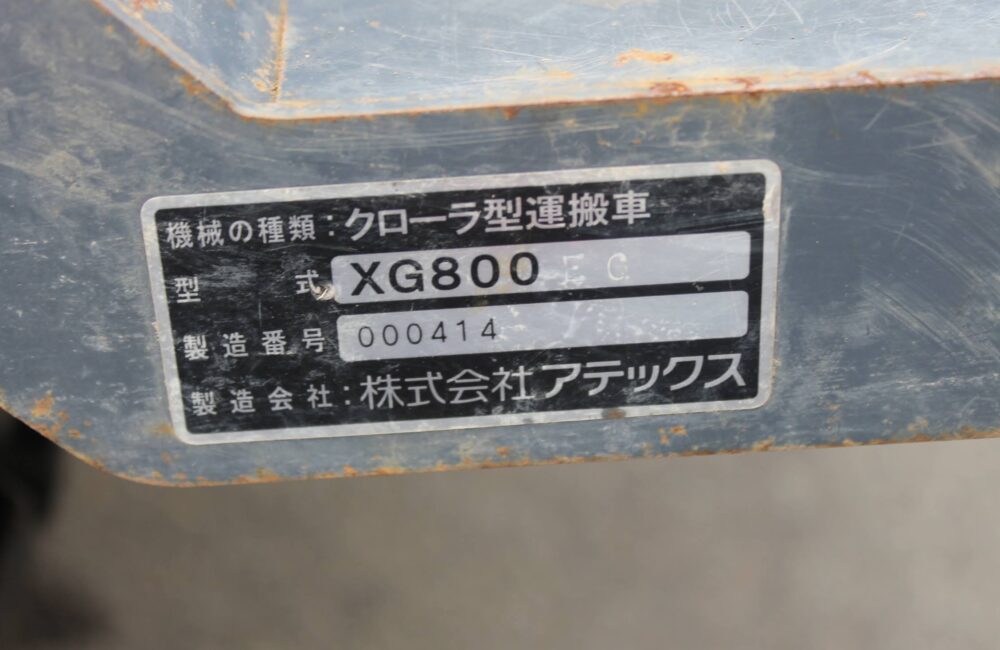 機械の種類：クローラ型運搬車
型式 XG800 EC
製造番号 000414
製造会社：株式会社アテックス